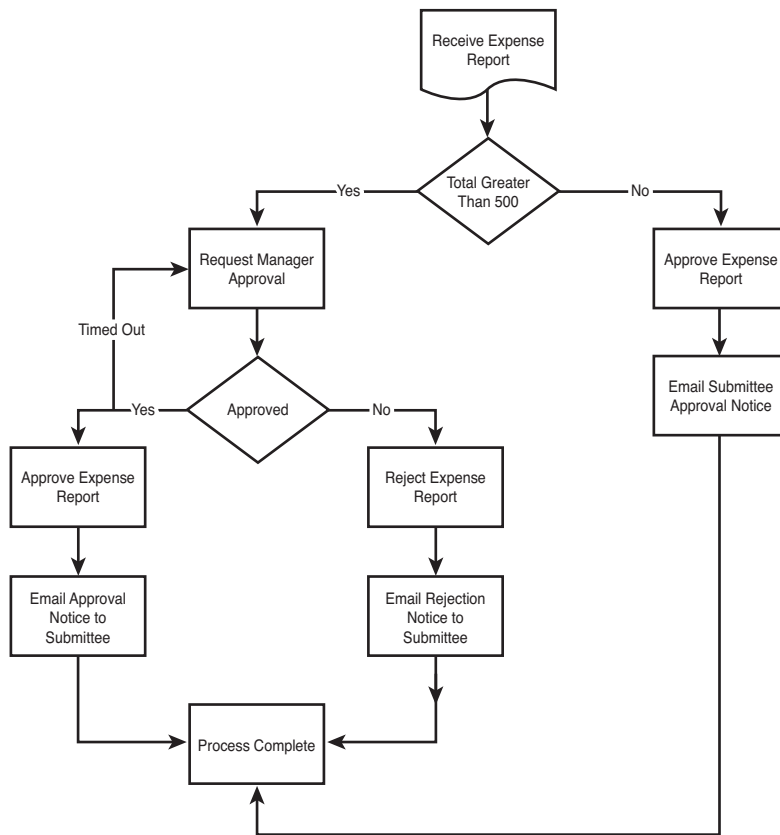 Receive Expense
Report
Total Greater
Than 500
Yes
No
Request Manager
Approval
Approve Expense
Report
Timed Out
Email Submittee
Approval Notice
Yes
Approved
No
Approve Expense
Report
Reject Expense
Report
Email Approval
Notice to
Submittee
Email Rejection
Notice to
Submittee
Process Complete